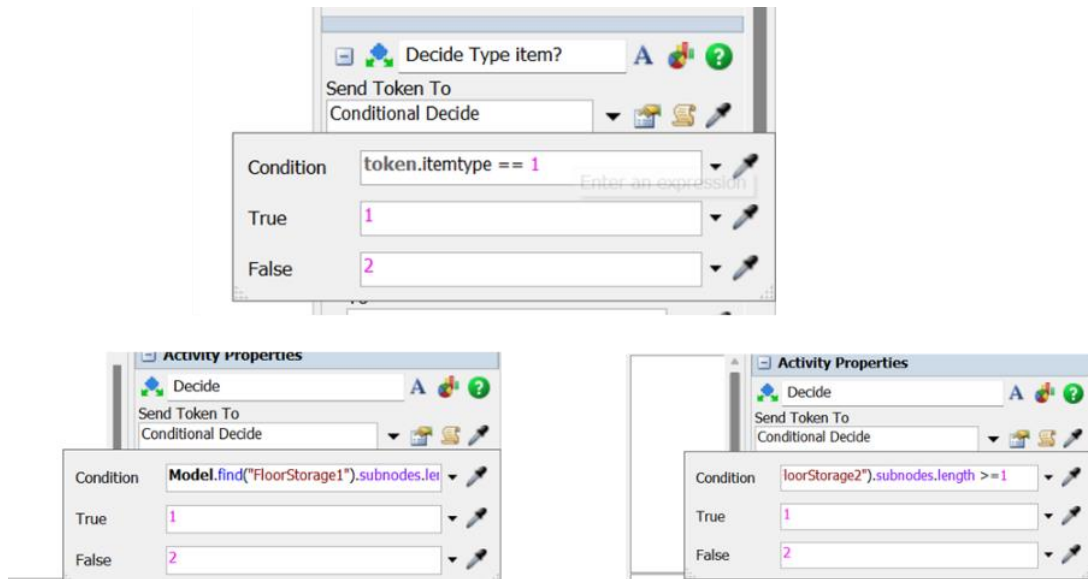 Decide Type item?
A
?
Send Token To
Conditional Decide
Condition
token.itemtype == 1
Enter an expression
True
1
False
2
Activity Properties
Decide
A
?
Send Token To
Conditional Decide
Condition
Model.find("FloorStorage1").subnodes.le
True
1
False
2
Activity Properties
Decide
A
?
Send Token To
Conditional Decide
Condition
loorStorage2").subnodes.length >=1
True
1
False
2